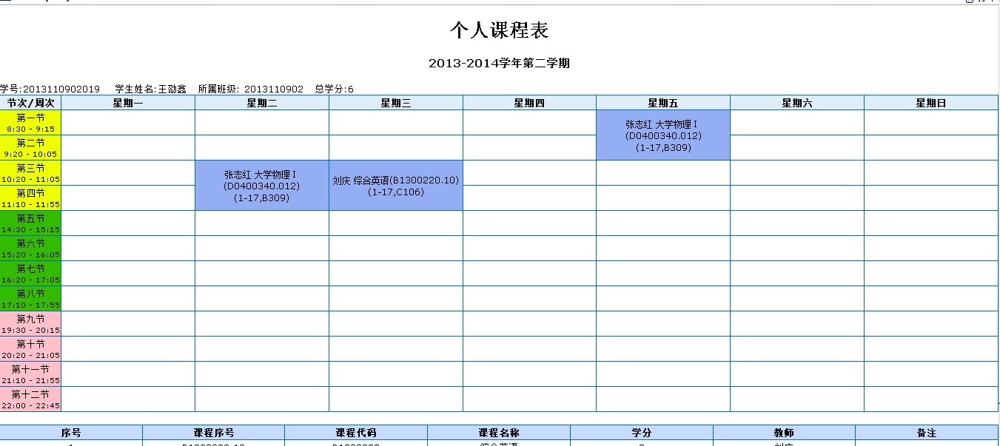 个人课程表
2013-2014学年第二学期
学号:2013110902019 学生姓名:王劭鑫 所属班级: 2013110902 总学分:6
节次/周次 星期一 星期二 星期三 星期四 星期五 星期六 星期日
第一节
8:30 - 9:15
张志红 大学物理 I
(D0400340.012)
(1-17,B309)
第二节
9:20 - 10:05
第三节
10:20 - 11:05
张志红 大学物理 I
(D0400340.012)
(1-17,B309)
刘庆 综合英语(B1300220.10)
(1-17,C106)
第四节
11:10 - 11:55
第五节
14:30 - 15:15
第六节
15:20 - 16:05
第七节
16:20 - 17:05
第八节
17:10 - 17:55
第九节
19:30 - 20:15
第十节
20:20 - 21:05
第十一节
21:10 - 21:55
第十二节
22:00 - 22:45
序号 课程序号 课程代码 课程名称 学分 教师 备注